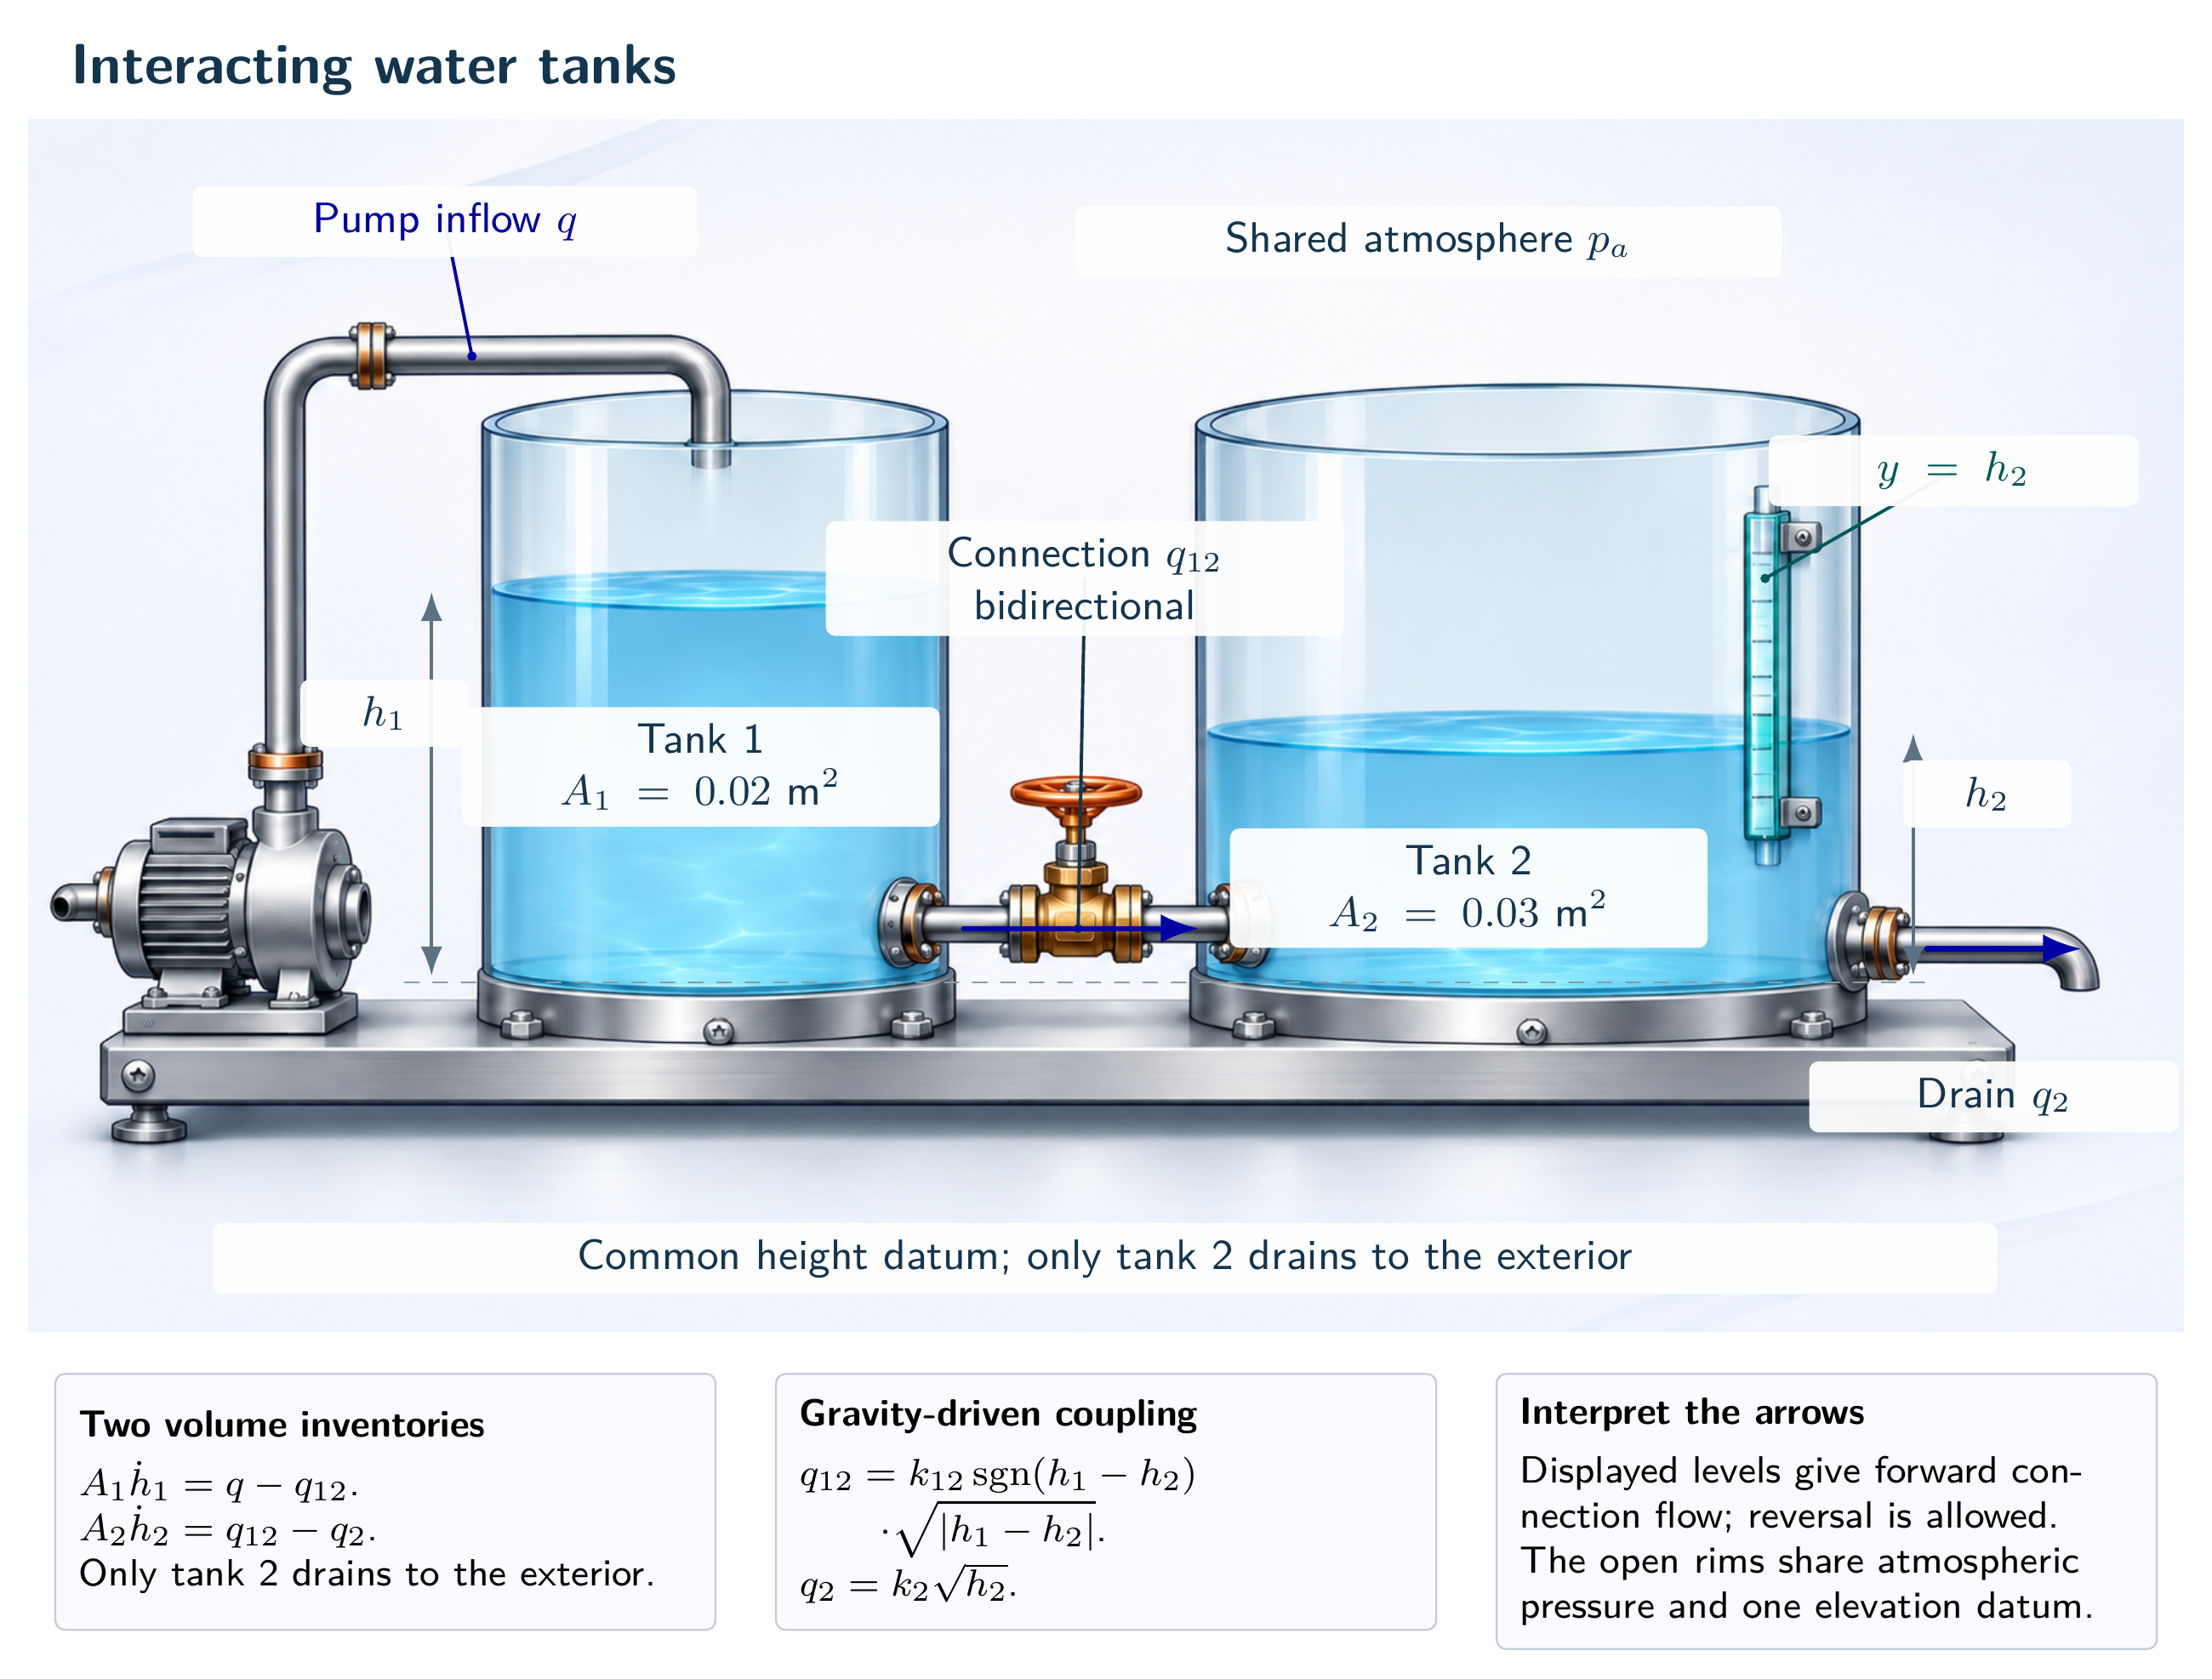 Interacting water tanks
Pump inflow q
Shared atmosphere pₐ
y = h₂
Connection q₁₂
bidirectional
h₁
Tank 1
A₁ = 0.02 m²
h₂
Tank 2
A₂ = 0.03 m²
Drain q₂
Common height datum; only tank 2 drains to the exterior
Two volume inventories
A₁ḣ₁ = q − q₁₂.
A₂ḣ₂ = q₁₂ − q₂.
Only tank 2 drains to the exterior.
Gravity-driven coupling
q₁₂ = k₁₂ sgn(h₁ − h₂)
·√|h₁ − h₂|.
q₂ = k₂√h₂.
Interpret the arrows
Displayed levels give forward con-
nection flow; reversal is allowed.
The open rims share atmospheric
pressure and one elevation datum.